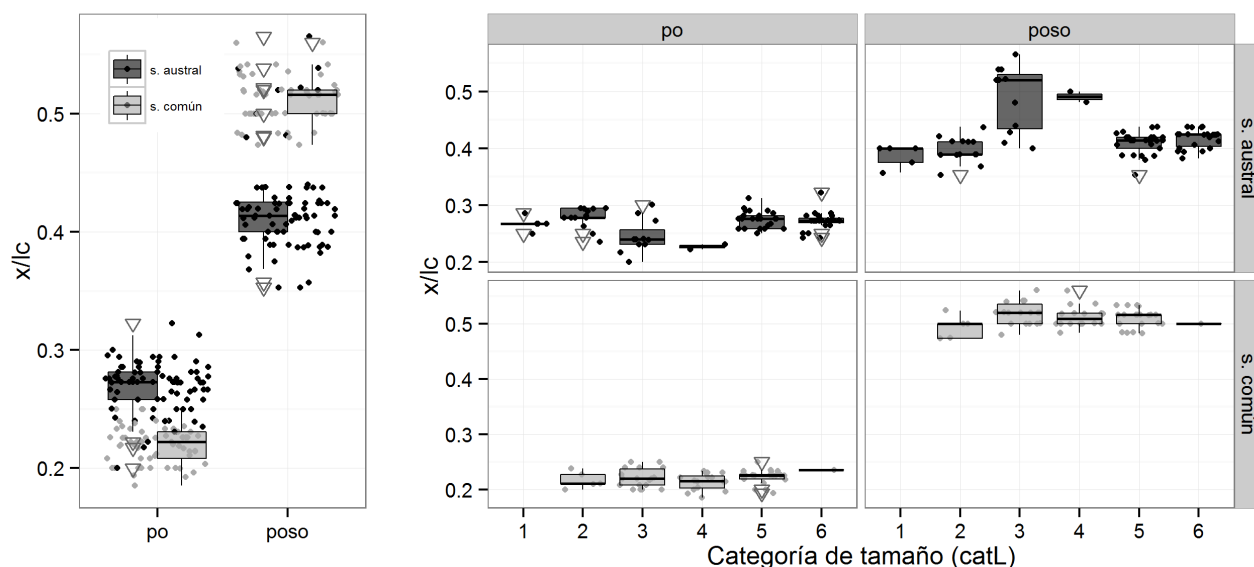 x/lc
0.5
0.4
0.3
0.2
s. austral
s. común
po
poso
po
poso
x/lc
0.5
0.4
0.3
0.2
s. austral
0.5
0.4
0.3
0.2
s. común
1 2 3 4 5 6
1 2 3 4 5 6
Categoría de tamaño (catL)